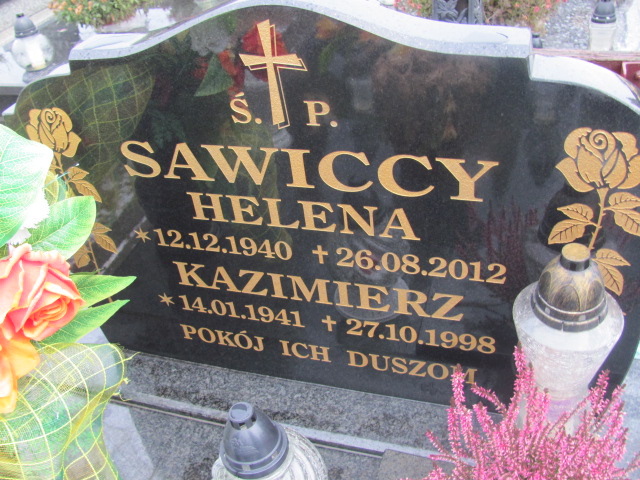 Ś. P.
SAWICCY
HELENA
* 12.12.1940 † 26.08.2012
KAZIMIERZ
* 14.01.1941 † 27.10.1998
POKÓJ ICH DUSZOM